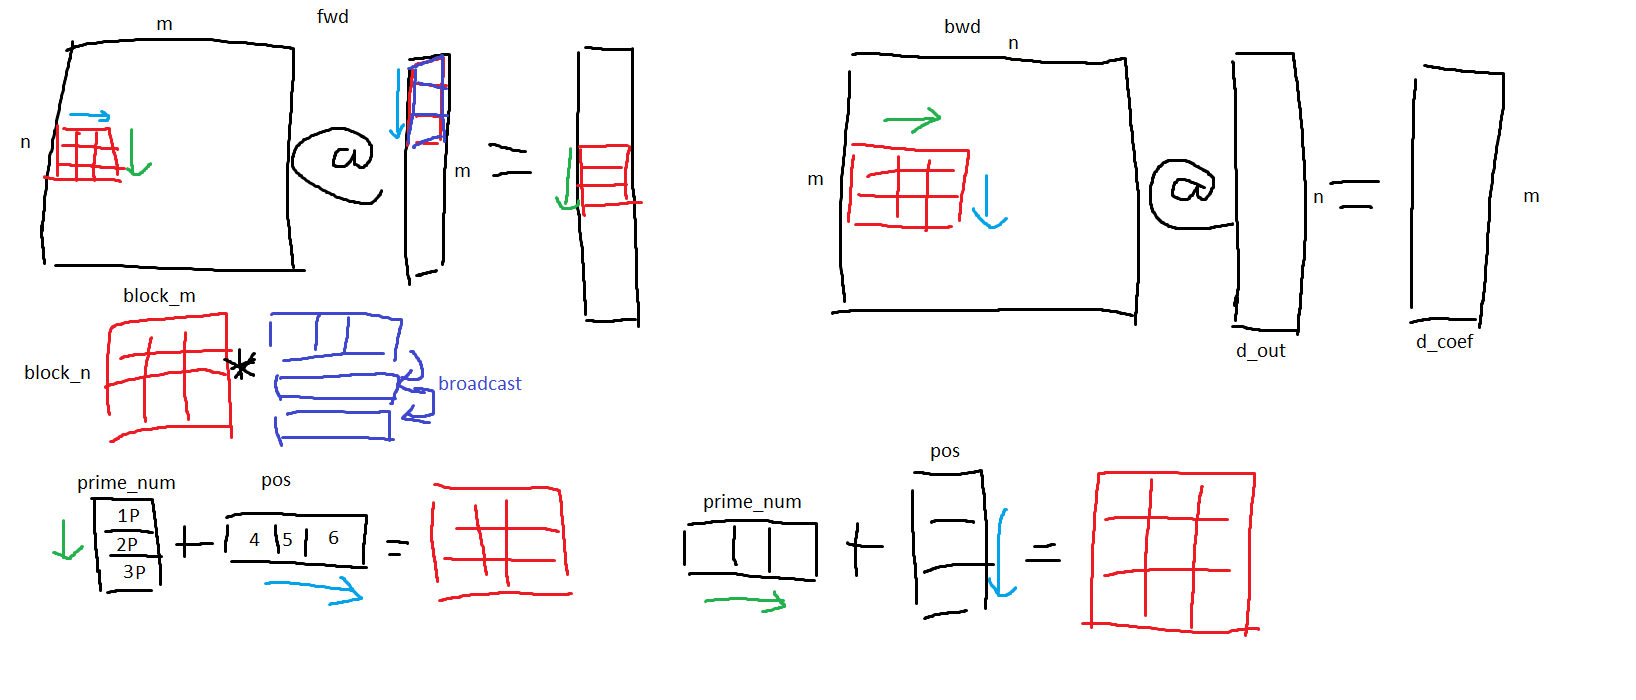 fwd
m
n
@
m
=
bwd
n
m
@
n
=
m
d_out
d_coef
block_m
block_n
*
broadcast
prime_num
pos
1P
2P
3P
+
4 5 6
=
prime_num
+
pos
=